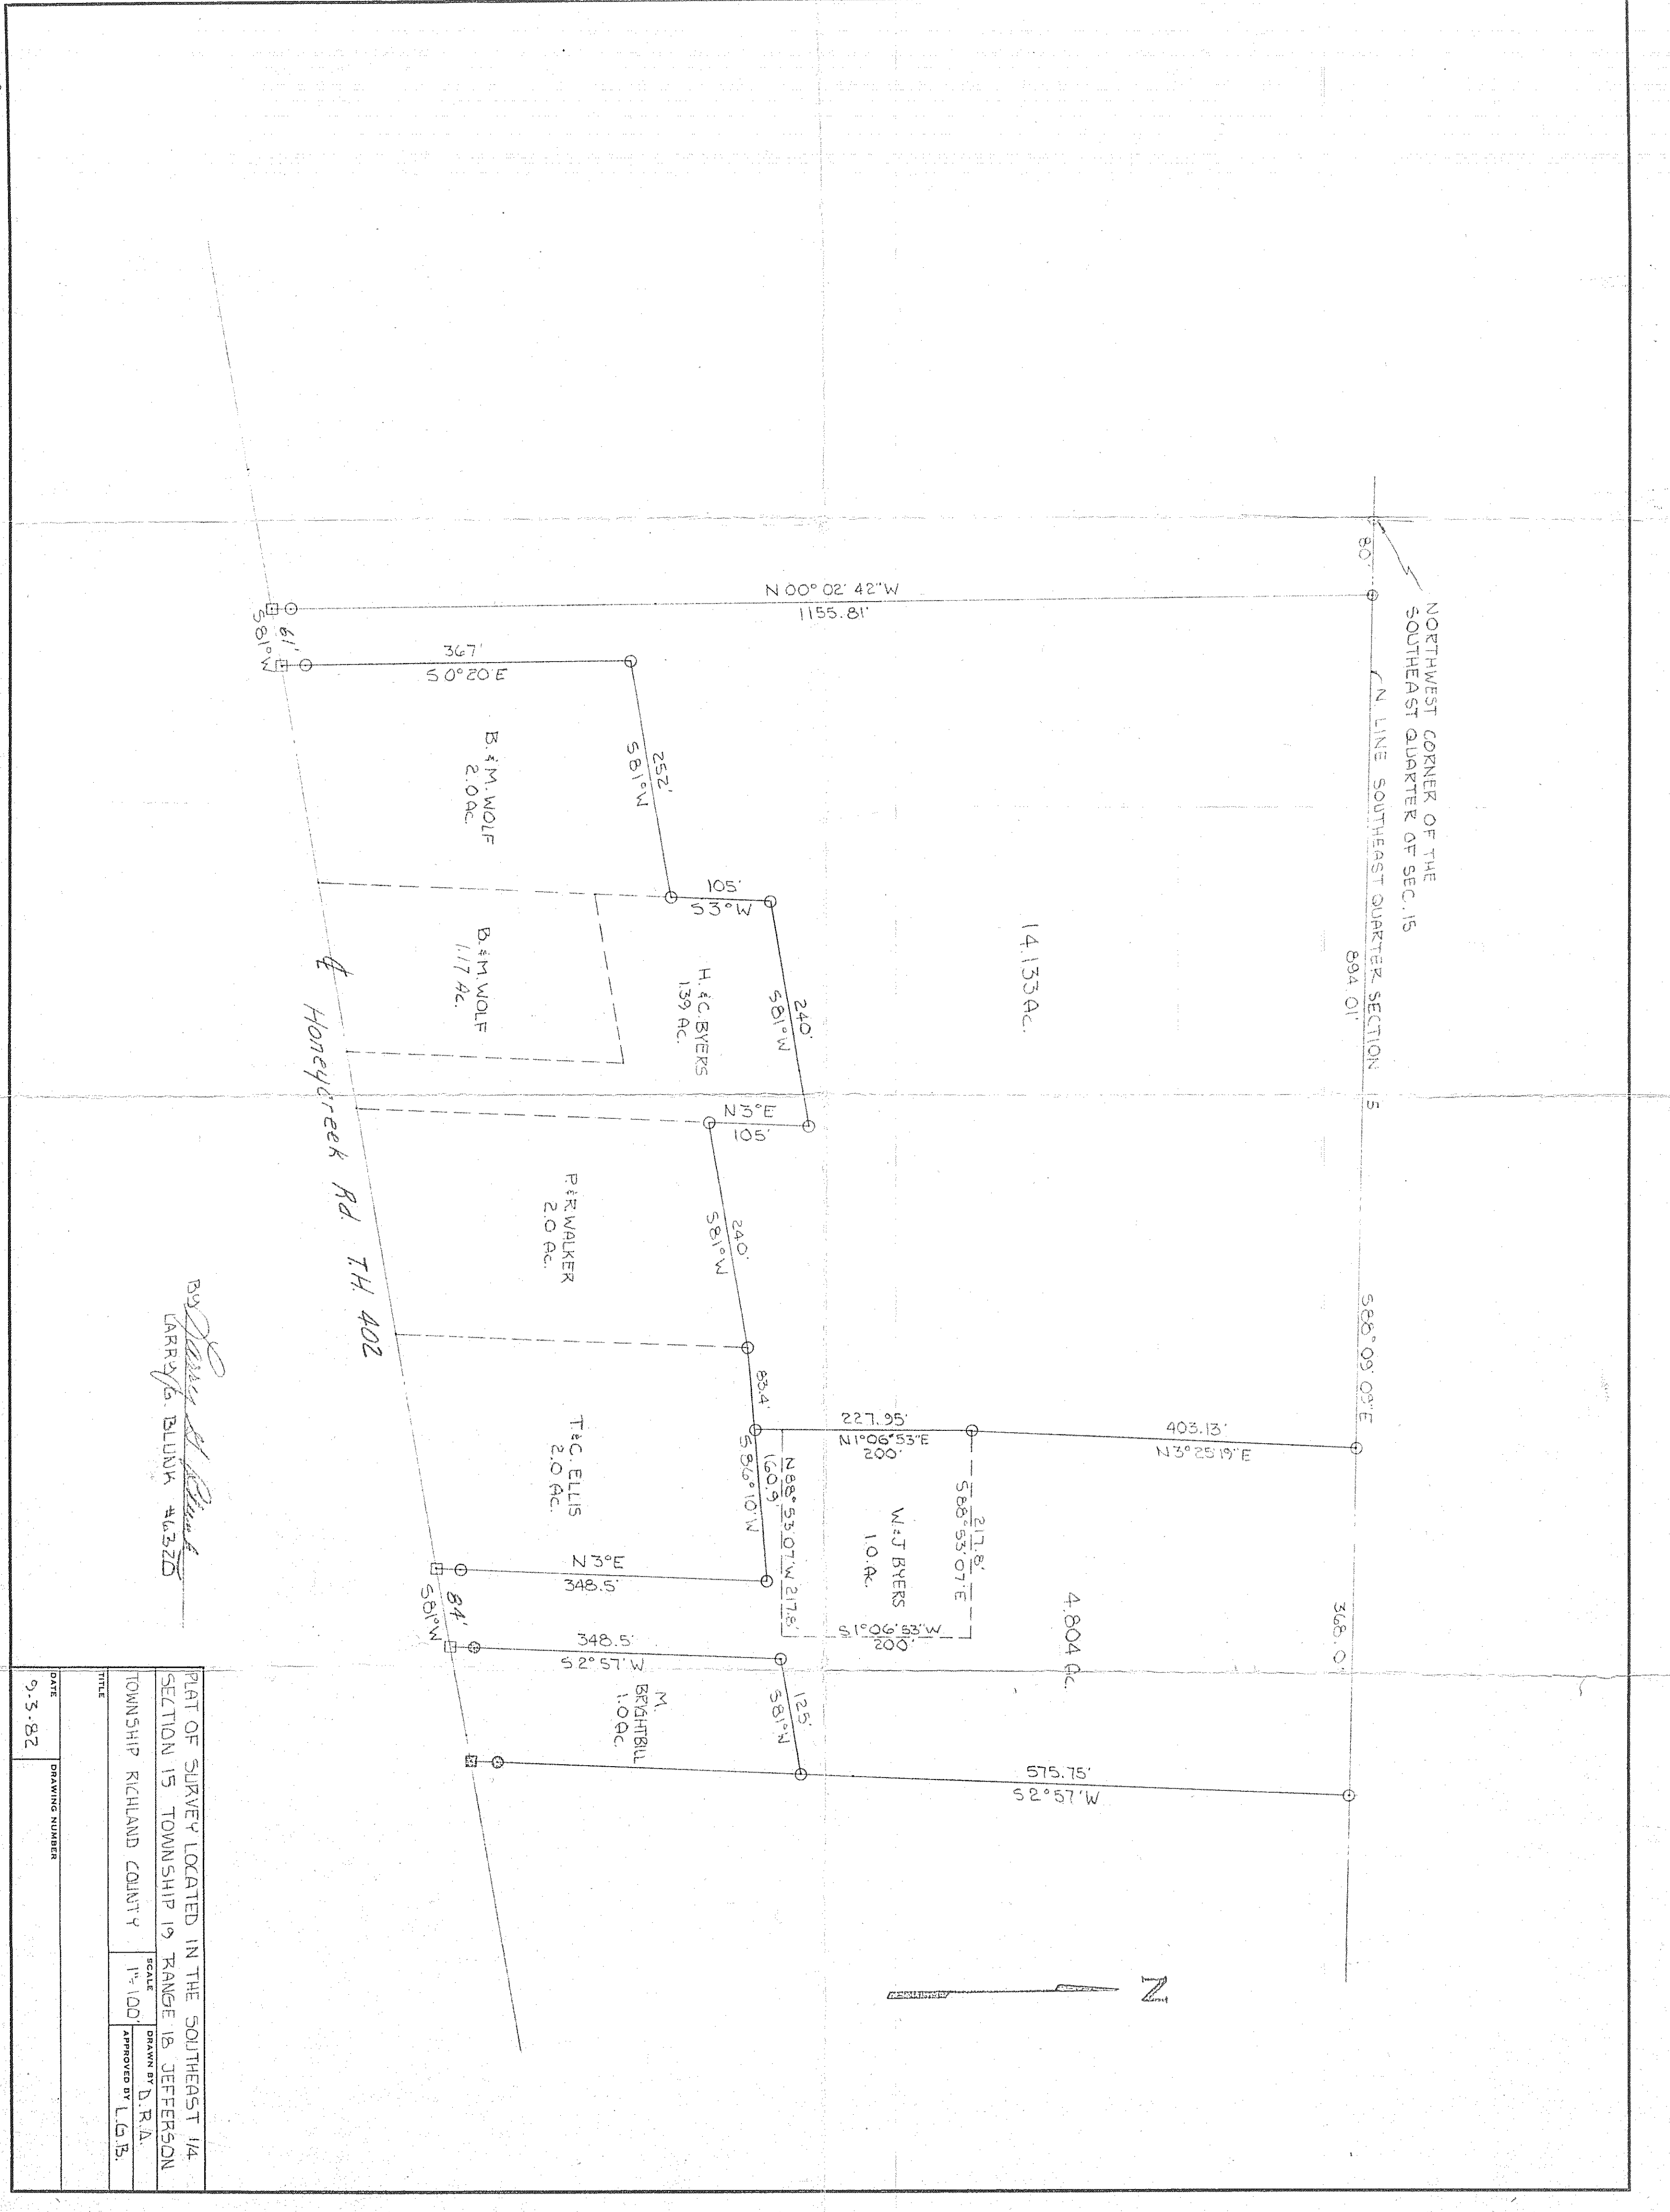 NORTHWEST CORNER OF THE
SOUTHEAST QUARTER OF SEC. 15
80'
N. LINE SOUTHEAST QUARTER SECTION 15
894.01'
S88°09'09"E
368.0'
N 00°02'42"W
1155.81'
14.133 Ac.
403.13'
N3°25'19"E
4.804 Ac.
575.75'
S2°57'W
227.95'
N1°06'53"E
200'
217.8'
S88°53'07"E
W. & J BYERS
1.0 Ac.
S1°06'53"W
200'
N88°53'07"W 217.8'
61'
S81°W
367'
S0°20'E
252'
S81°W
105'
S3°W
240'
S81°W
N3°E
105'
240'
S81°W
83.4'
160.9'
S86°10'W
N3°E
348.5'
84'
S81°W
348.5'
S2°57'W
125'
S81°W
B. & M. WOLF
2.0 Ac.
B. & M. WOLF
1.17 Ac.
H. & C. BYERS
1.39 Ac.
P. & R. WALKER
2.0 Ac.
T. & C. ELLIS
2.0 Ac.
M.
BRIGHTBILL
1.0 Ac.
℄ Honeycreek Rd. T.H. 402
By Larry G. Blunk
LARRY G. BLUNK #6320
N
PLAT OF SURVEY LOCATED IN THE SOUTHEAST 1/4
SECTION 15 TOWNSHIP 19 RANGE 18 JEFFERSON
TOWNSHIP RICHLAND COUNTY
SCALE 1"=100'
DRAWN BY D.R.A.
APPROVED BY L.G.B.
TITLE
DATE 9-3-82
DRAWING NUMBER